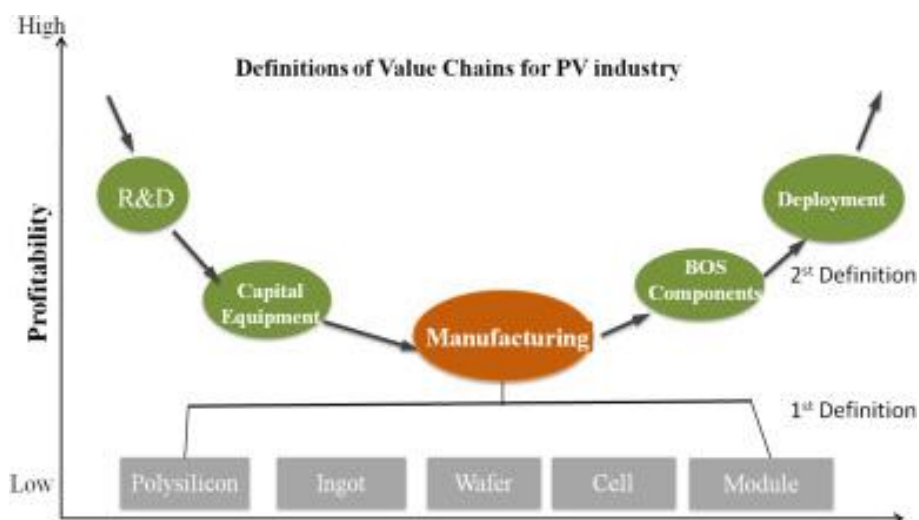 High
Definitions of Value Chains for PV industry
R&D
Deployment
Profitability
BOS
Components
2st Definition
Capital
Equipment
Manufacturing
1st Definition
Low
Polysilicon
Ingot
Wafer
Cell
Module